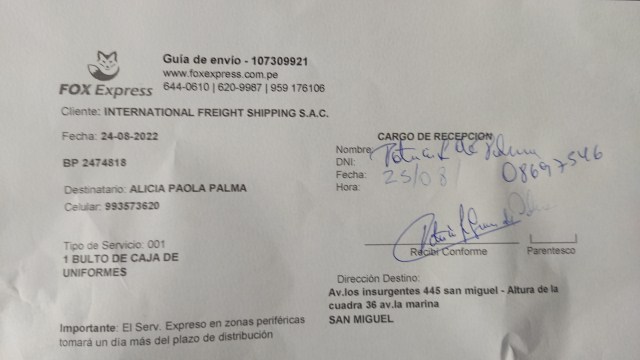 Guía de envío - 107309921
www.foxexpress.com.pe
FOX Express
644-0610 | 620-9987 | 959 176106
Cliente: INTERNATIONAL FREIGHT SHIPPING S.A.C.
Fecha: 24-08-2022
BP 2474818
Destinatario: ALICIA PAOLA PALMA
Celular: 993573620
Tipo de Servicio: 001
1 BULTO DE CAJA DE
UNIFORMES
Importante: El Serv. Expreso en zonas periféricas
tomará un día más del plazo de distribución
CARGO DE RECEPCION
Nombre:
DNI: 08697546
Fecha: 25/08
Hora:
Recibi Conforme
Parentesco
Dirección Destino:
Av.los insurgentes 445 san miguel - Altura de la
cuadra 36 av.la marina
SAN MIGUEL